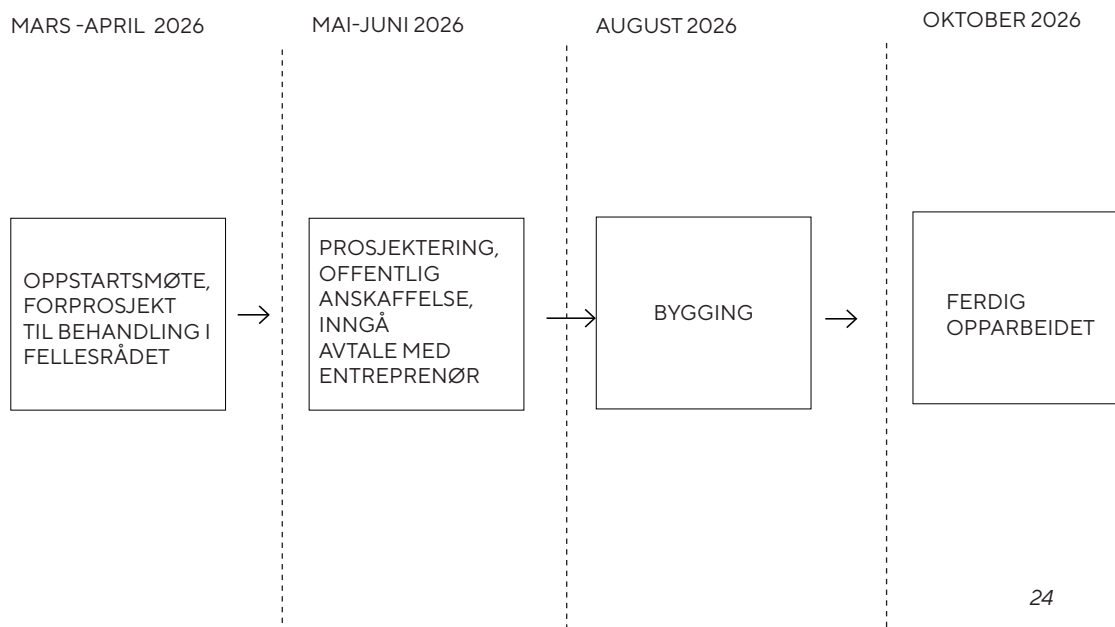 MARS -APRIL 2026
MAI-JUNI 2026
AUGUST 2026
OKTOBER 2026
OPPSTARTSMØTE,
FORPROSJEKT
TIL BEHANDLING I
FELLESRÅDET
PROSJEKTERING,
OFFENTLIG
ANSKAFFELSE,
INNGÅ
AVTALE MED
ENTREPRENØR
BYGGING
FERDIG
OPPARBEIDET
24